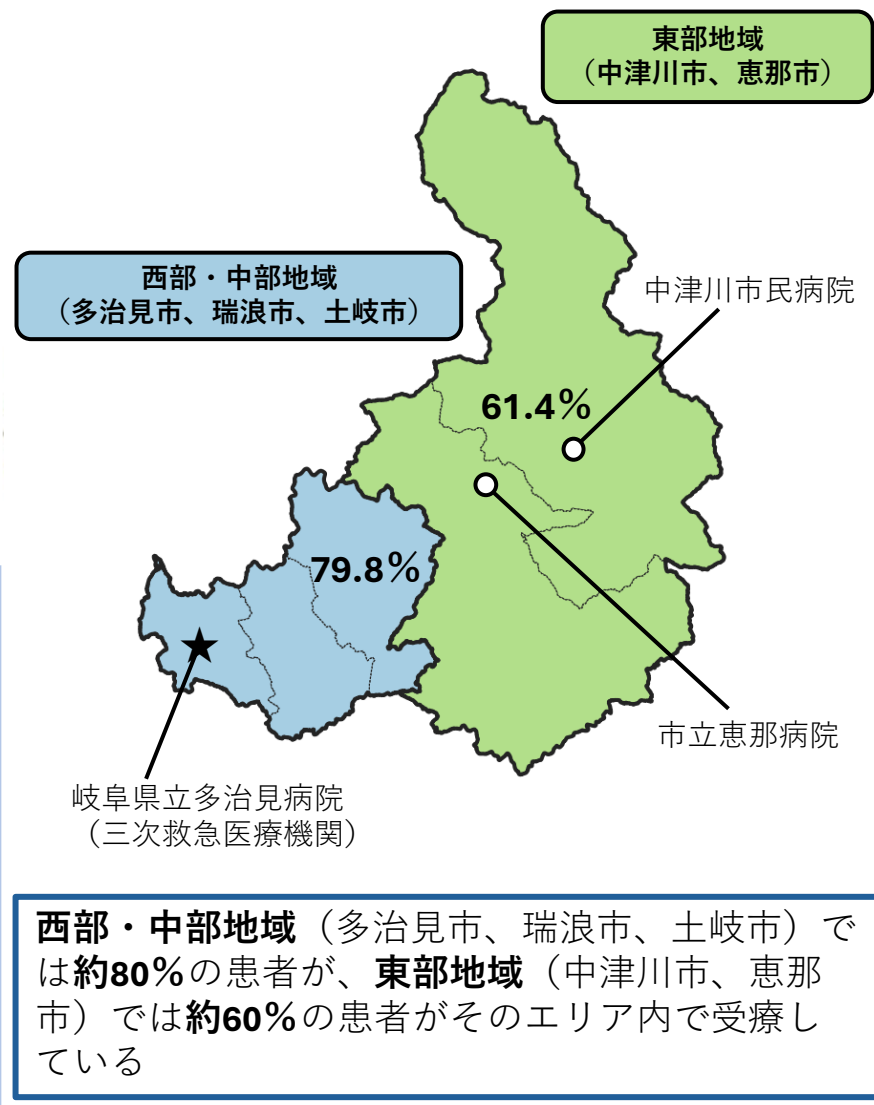 東部地域
（中津川市、恵那市）
西部・中部地域
（多治見市、瑞浪市、土岐市）
中津川市民病院
61.4%
79.8%
市立恵那病院
岐阜県立多治見病院
（三次救急医療機関）
西部・中部地域（多治見市、瑞浪市、土岐市）で
は約80%の患者が、東部地域（中津川市、恵那
市）では約60%の患者がそのエリア内で受療し
ている